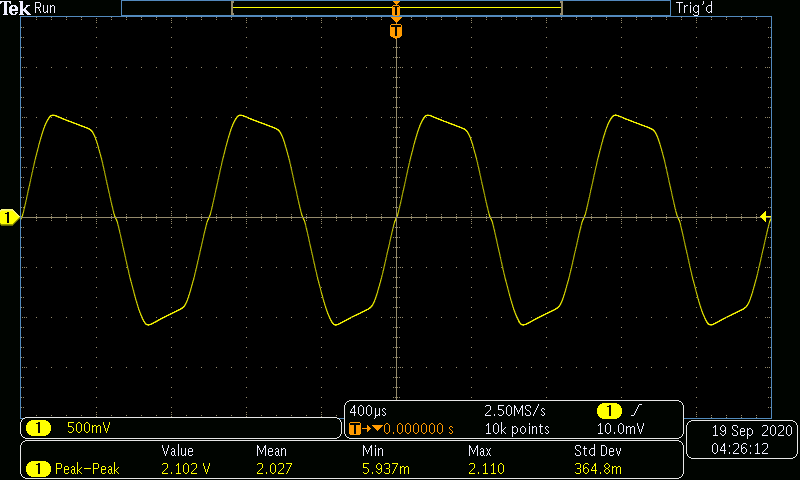 Tek Run Trig'd
T
T
1
400µs 2.50MS/s 1
1 500mV T→▼0.000000 s 10k points 10.0mV
19 Sep 2020
04:26:12
Value Mean Min Max Std Dev
1 Peak-Peak 2.102 V 2.027 5.937m 2.110 364.8m